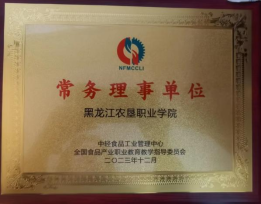 NFMCCLI
常务理事单位
黑龙江农垦职业学院
中轻食品工业管理中心
全国食品产业职业教育教学指导委员会
二〇二三年十二月